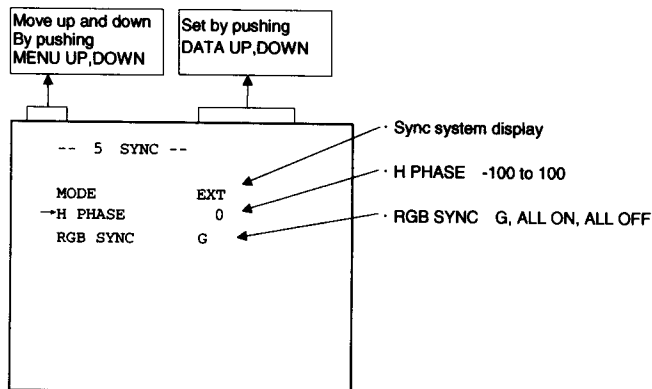 Move up and down
By pushing
MENU UP,DOWN
Set by pushing
DATA UP,DOWN
-- 5 SYNC --
MODE EXT
→H PHASE 0
RGB SYNC G
· Sync system display
· H PHASE -100 to 100
· RGB SYNC G, ALL ON, ALL OFF